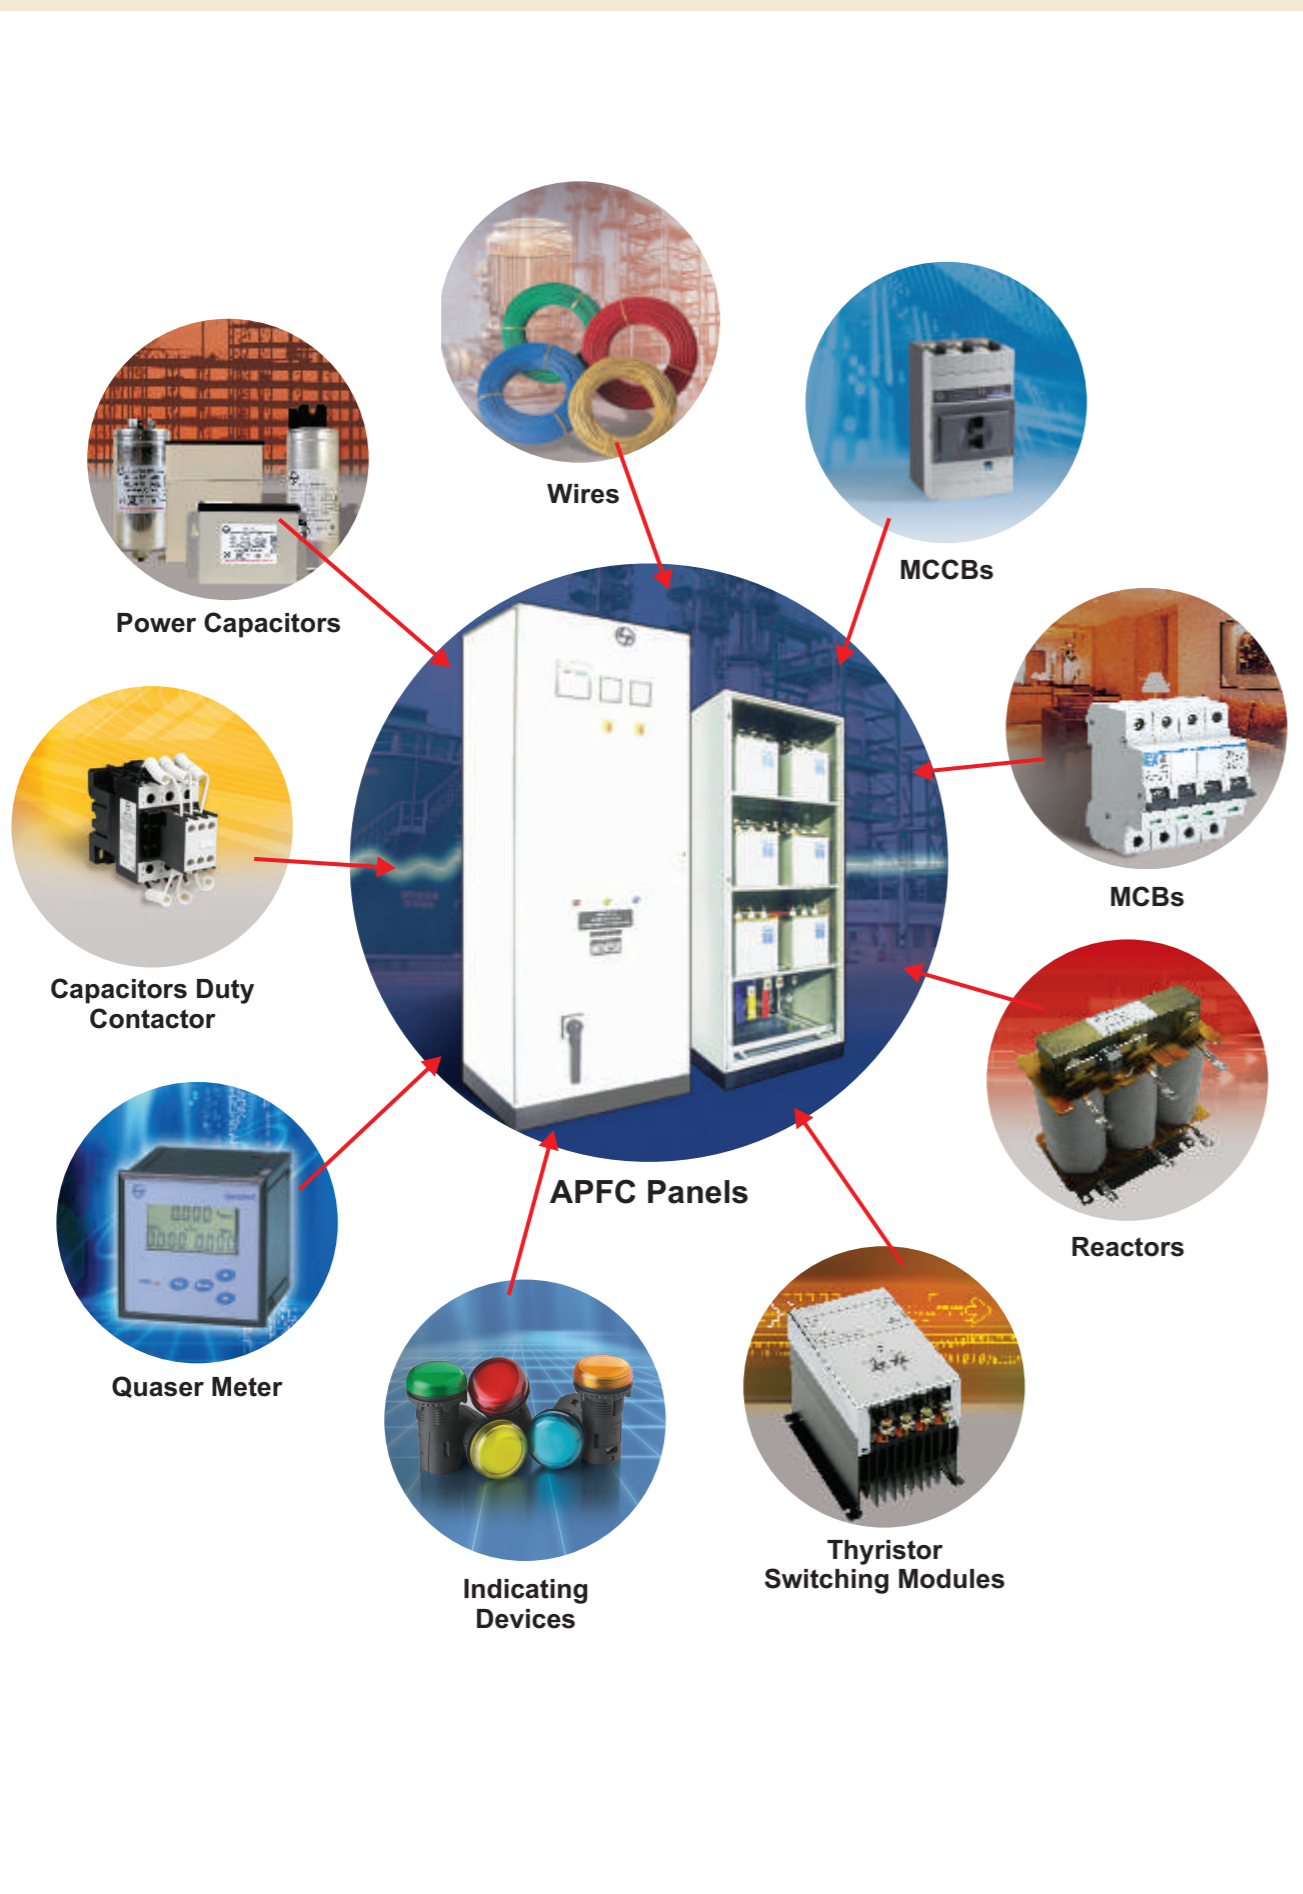 Wires
MCCBs
Power Capacitors
MCBs
Capacitors Duty
Contactor
APFC Panels
Reactors
Quaser Meter
Thyristor
Switching Modules
Indicating
Devices